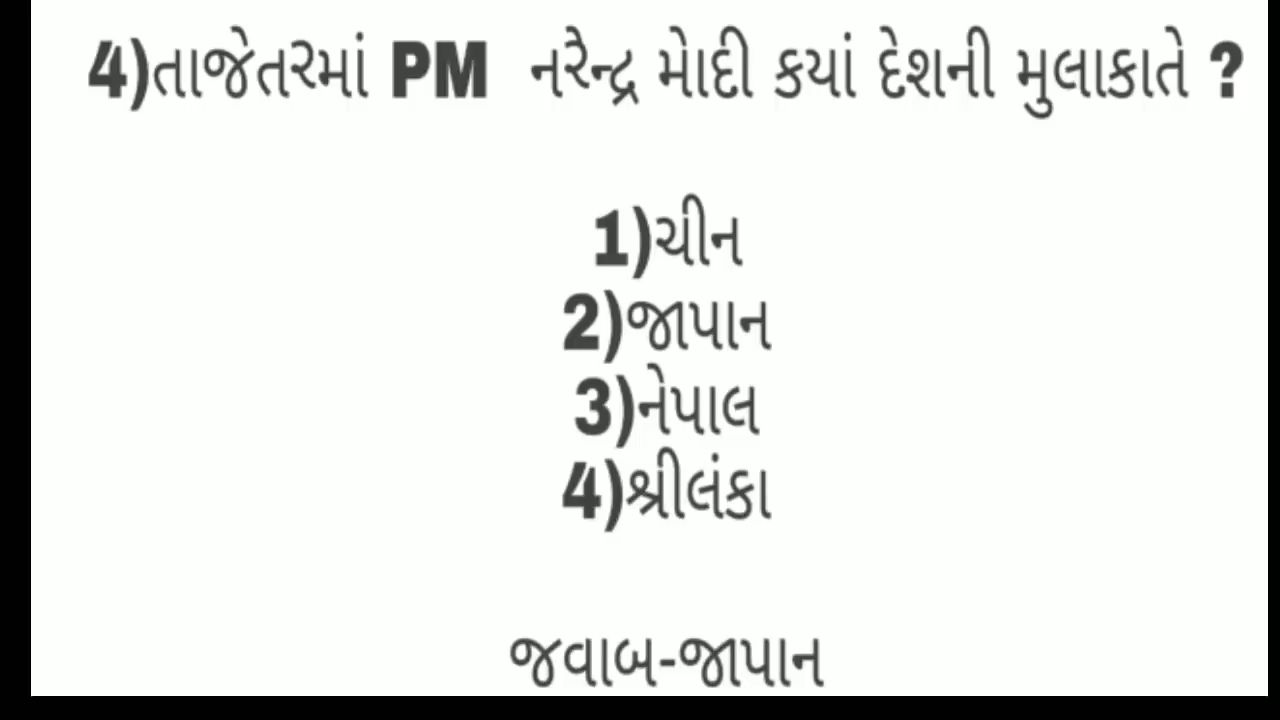 4)તાજેતરમાં PM નરેન્દ્ર મોદી કયાં દેશની મુલાકાતે ?
1)ચીન
2)જાપાન
3)નેપાલ
4)શ્રીલંકા
જવાબ-જાપાન